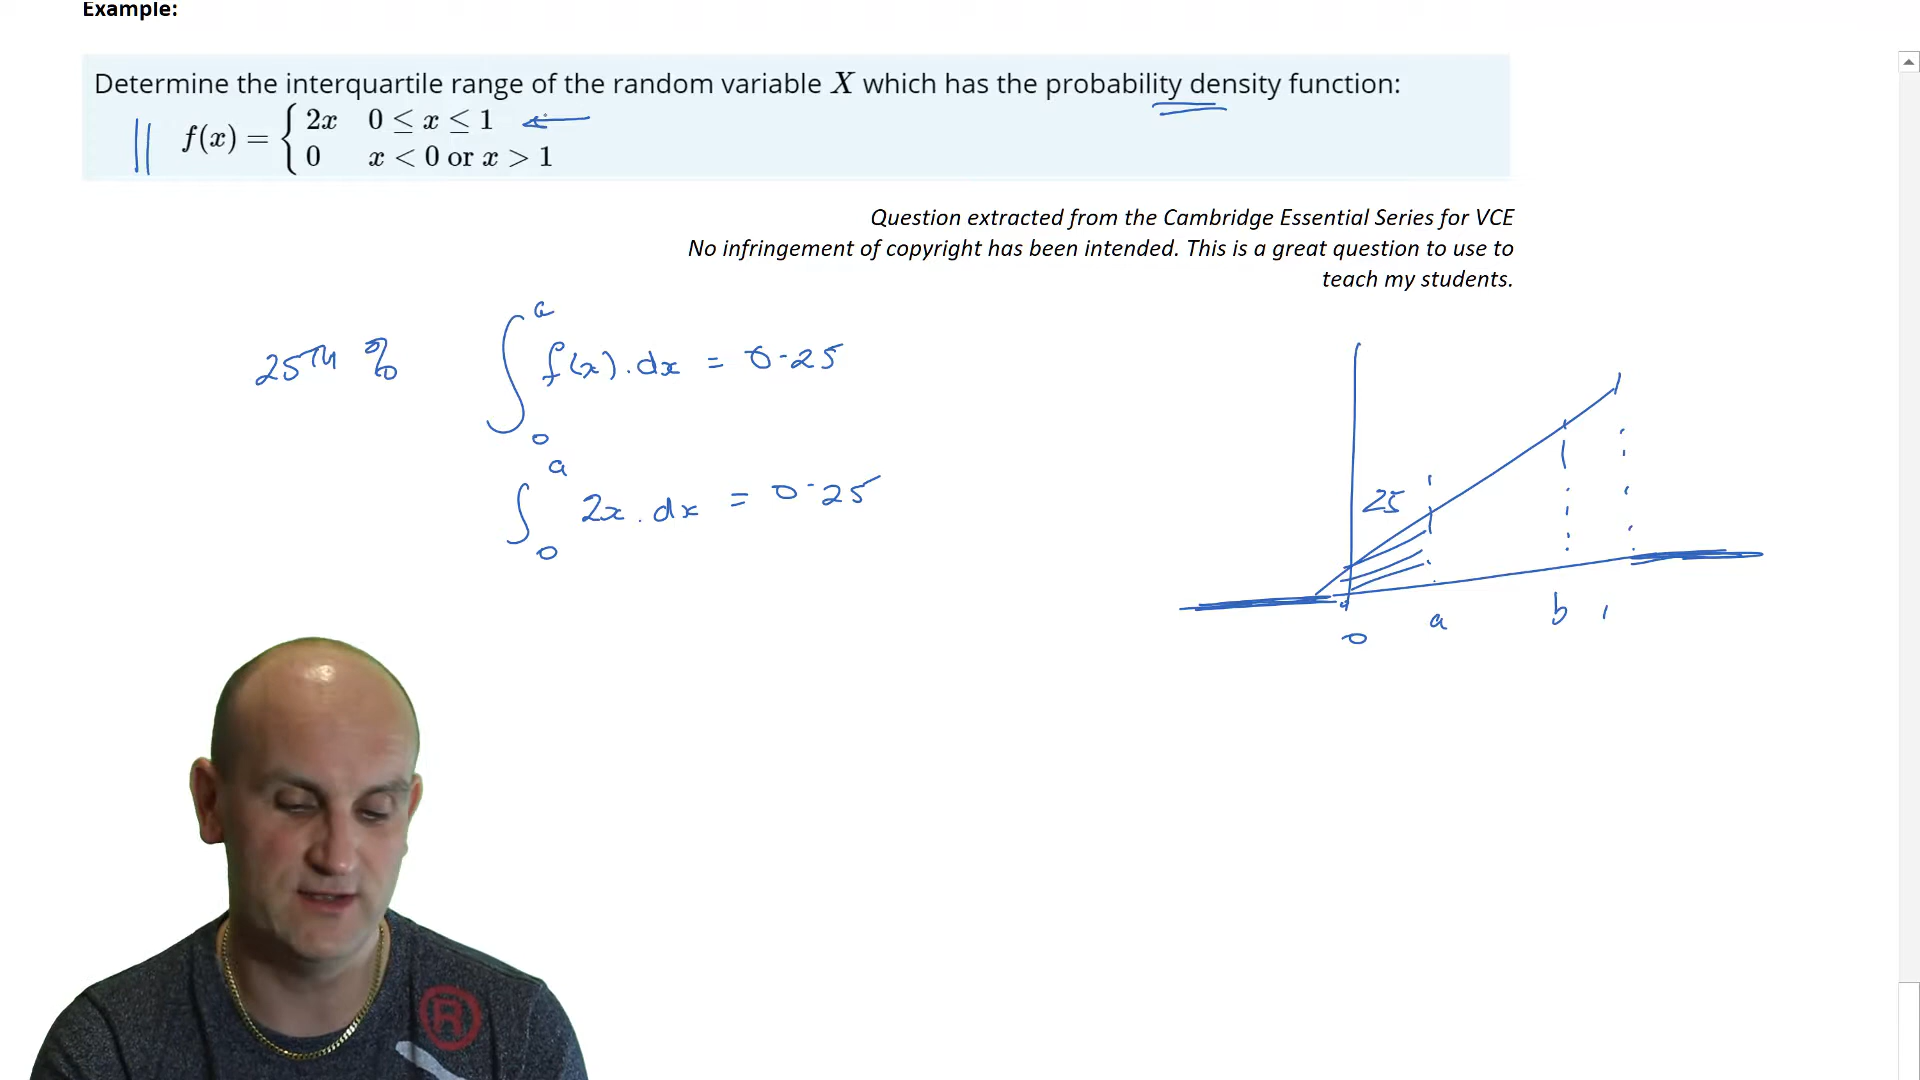 Example:
Determine the interquartile range of the random variable X which has the probability density function:
f(x) = { 2x 0 ≤ x ≤ 1
0 x < 0 or x > 1
Question extracted from the Cambridge Essential Series for VCE
No infringement of copyright has been intended. This is a great question to use to
teach my students.
25TH % ∫₀ᵃ f(x).dx = 0.25
∫₀ᵃ 2x.dx = 0.25
25
0 a b 1
R